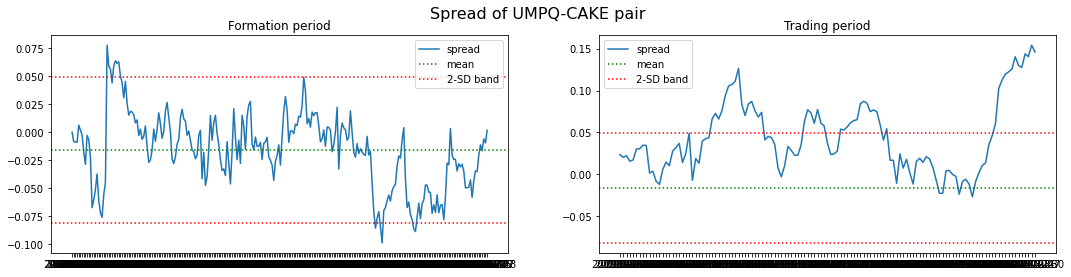 Spread of UMPQ-CAKE pair
Formation period
0.075
0.050
0.025
0.000
−0.025
−0.050
−0.075
−0.100
spread
mean
2-SD band
Trading period
0.15
0.10
0.05
0.00
−0.05
spread
mean
2-SD band